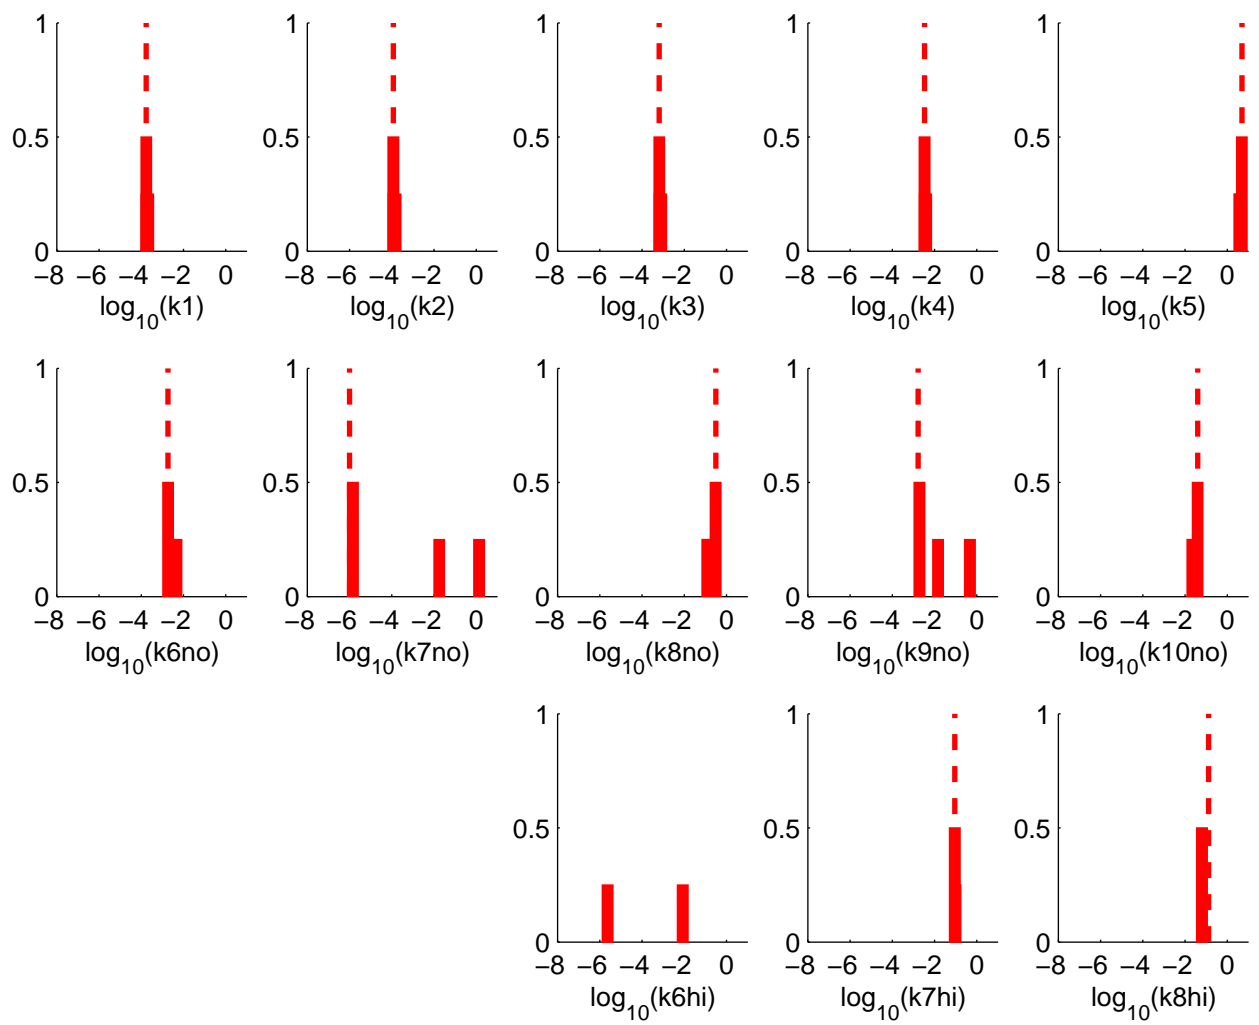 1 1 1 1 1
0.5 0.5 0.5 0.5 0.5
0 0 0 0 0
−8 −6 −4 −2 0 −8 −6 −4 −2 0 −8 −6 −4 −2 0 −8 −6 −4 −2 0 −8 −6 −4 −2 0
log10(k1) log10(k2) log10(k3) log10(k4) log10(k5)
1 1 1 1 1
0.5 0.5 0.5 0.5 0.5
0 0 0 0 0
−8 −6 −4 −2 0 −8 −6 −4 −2 0 −8 −6 −4 −2 0 −8 −6 −4 −2 0 −8 −6 −4 −2 0
log10(k6no) log10(k7no) log10(k8no) log10(k9no) log10(k10no)
1 1 1
0.5 0.5 0.5
0 0 0
−8 −6 −4 −2 0 −8 −6 −4 −2 0 −8 −6 −4 −2 0
log10(k6hi) log10(k7hi) log10(k8hi)